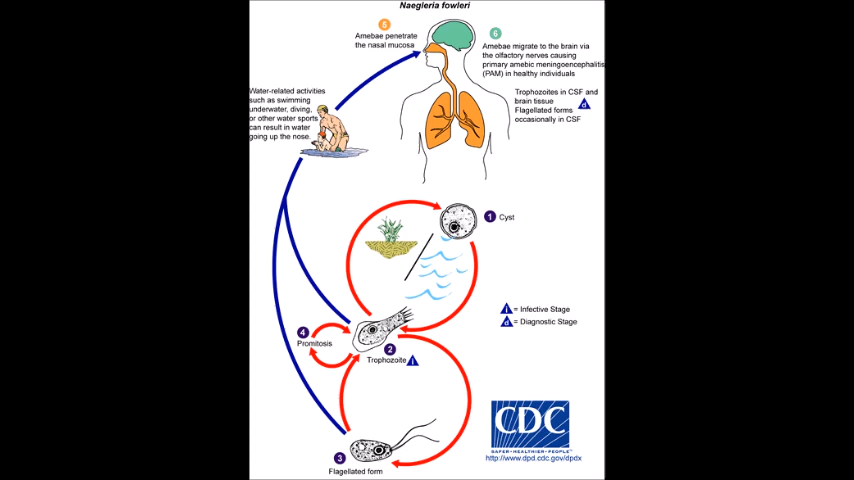 Naegleria fowleri
5
Amebae penetrate
the nasal mucosa
6
Amebae migrate to the brain via
the olfactory nerves causing
primary amebic meningoencephalitis
(PAM) in healthy individuals
Trophozoites in CSF and
brain tissue
Flagellated forms
occasionally in CSF
d
Water-related activities
such as swimming
underwater, diving,
or other water sports
can result in water
going up the nose.
1 Cyst
i = Infective Stage
d = Diagnostic Stage
4
Promitosis
2
Trophozoite i
3
Flagellated form
CDC
SAFER • HEALTHIER • PEOPLE™
http://www.dpd.cdc.gov/dpdx